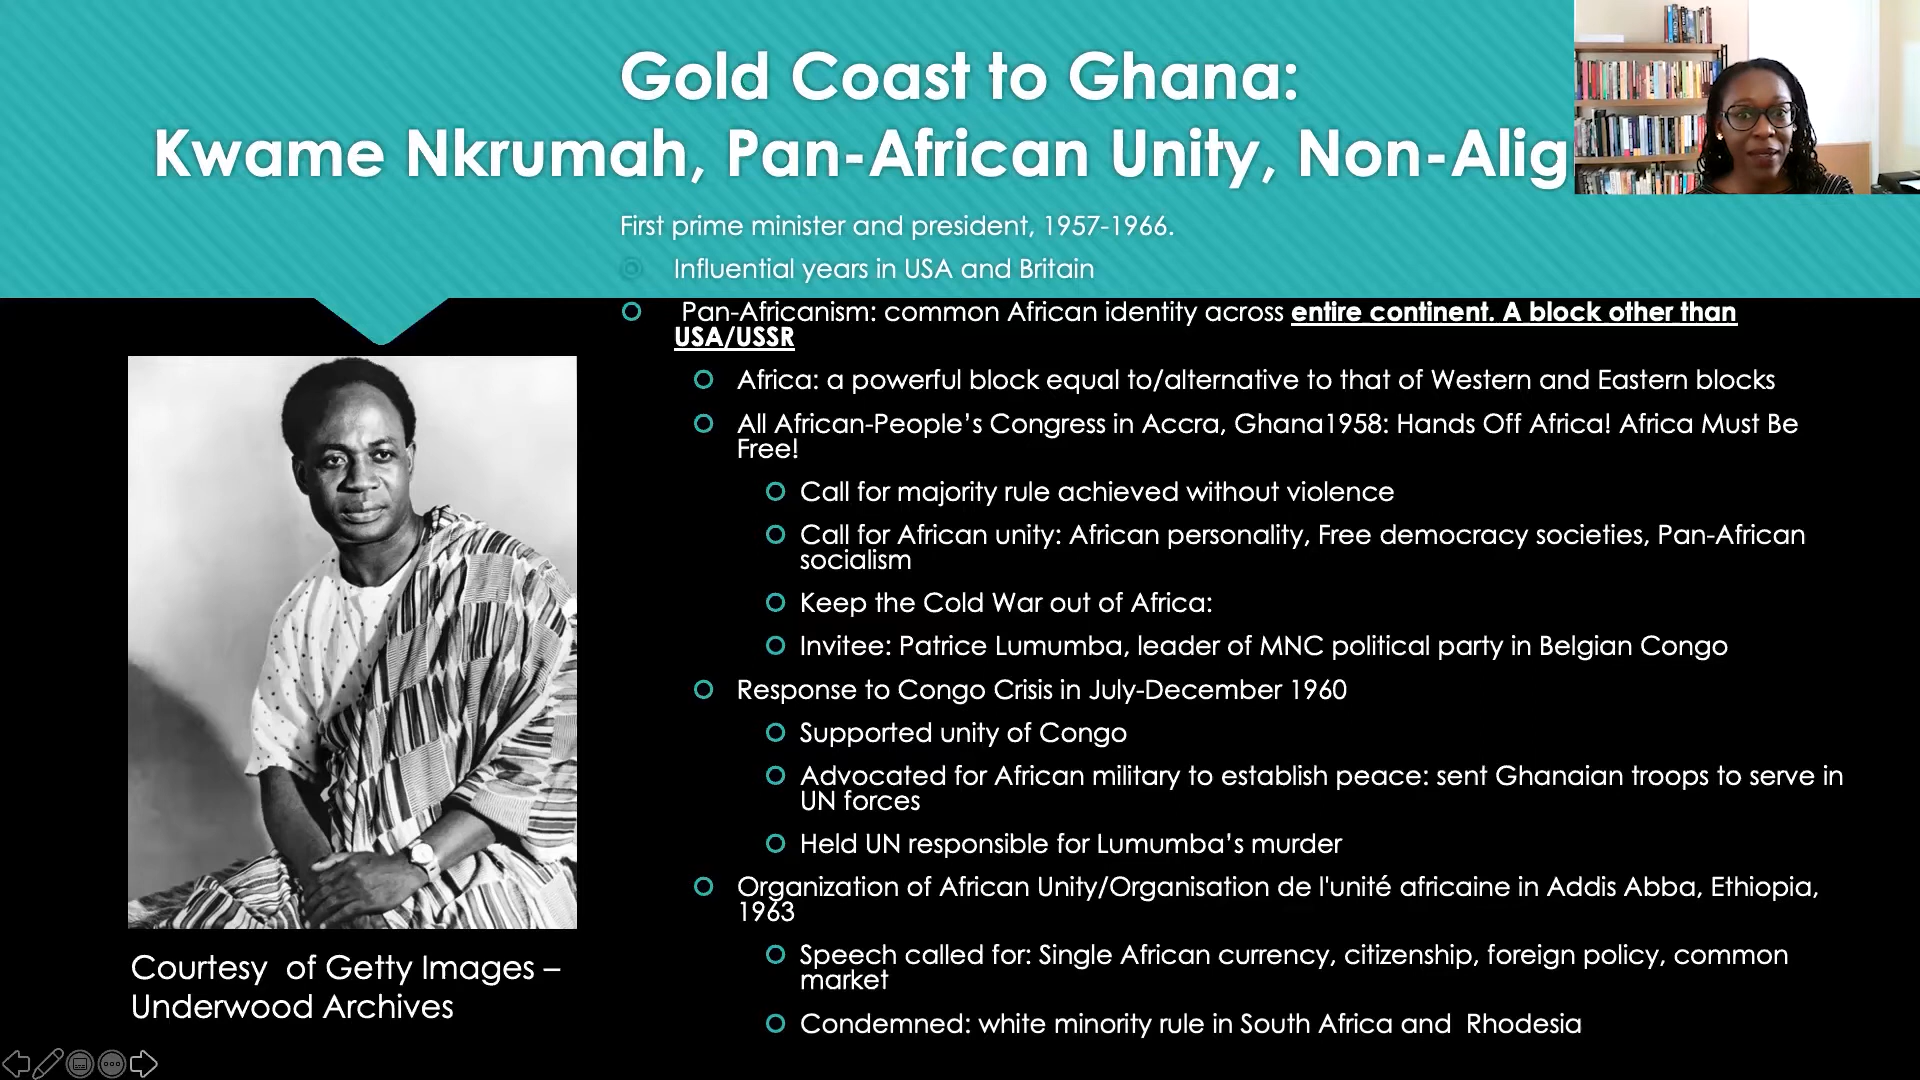 Gold Coast to Ghana:
Kwame Nkrumah, Pan-African Unity, Non-Alig
First prime minister and president, 1957-1966.
Influential years in USA and Britain
Pan-Africanism: common African identity across entire continent. A block other than
USA/USSR
Africa: a powerful block equal to/alternative to that of Western and Eastern blocks
All African-People’s Congress in Accra, Ghana1958: Hands Off Africa! Africa Must Be
Free!
Call for majority rule achieved without violence
Call for African unity: African personality, Free democracy societies, Pan-African
socialism
Keep the Cold War out of Africa:
Invitee: Patrice Lumumba, leader of MNC political party in Belgian Congo
Response to Congo Crisis in July-December 1960
Supported unity of Congo
Advocated for African military to establish peace: sent Ghanaian troops to serve in
UN forces
Held UN responsible for Lumumba’s murder
Organization of African Unity/Organisation de l'unité africaine in Addis Abba, Ethiopia,
1963
Speech called for: Single African currency, citizenship, foreign policy, common
market
Condemned: white minority rule in South Africa and  Rhodesia
Courtesy  of Getty Images –
Underwood Archives